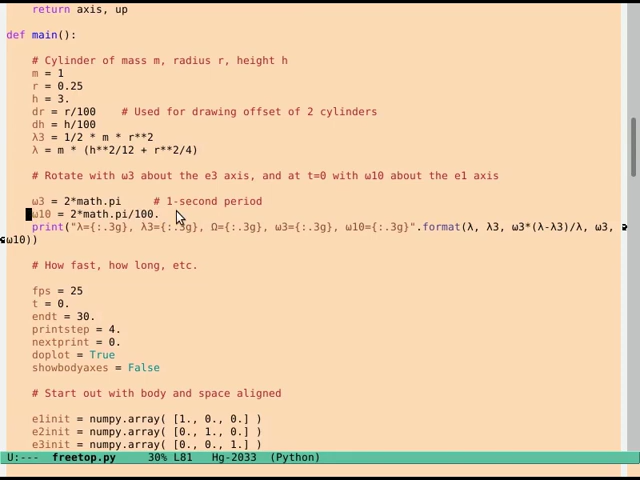 return axis, up
def main():
# Cylinder of mass m, radius r, height h
m = 1
r = 0.25
h = 3.
dr = r/100    # Used for drawing offset of 2 cylinders
dh = h/100
λ3 = 1/2 * m * r**2
λ = m * (h**2/12 + r**2/4)
# Rotate with ω3 about the e3 axis, and at t=0 with ω10 about the e1 axis
ω3 = 2*math.pi     # 1-second period
ω10 = 2*math.pi/100.
print("λ={:.3g}, λ3={:.3g}, Ω={:.3g}, ω3={:.3g}, ω10={:.3g}".format(λ, λ3, ω3*(λ-λ3)/λ, ω3,
ω10))
# How fast, how long, etc.
fps = 25
t = 0.
endt = 30.
printstep = 4.
nextprint = 0.
doplot = True
showbodyaxes = False
# Start out with body and space aligned
e1init = numpy.array( [1., 0., 0.] )
e2init = numpy.array( [0., 1., 0.] )
e3init = numpy.array( [0., 0., 1.] )
U:---  freetop.py     30% L81   Hg-2033  (Python)